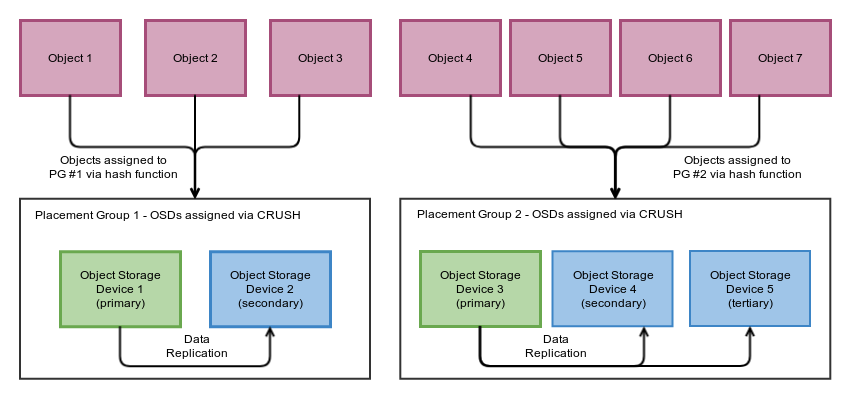 Object 1
Object 2
Object 3
Object 4
Object 5
Object 6
Object 7
Objects assigned to
PG #1 via hash function
Objects assigned to
PG #2 via hash function
Placement Group 1 - OSDs assigned via CRUSH
Object Storage
Device 1
(primary)
Object Storage
Device 2
(secondary)
Data
Replication
Placement Group 2 - OSDs assigned via CRUSH
Object Storage
Device 3
(primary)
Object Storage
Device 4
(secondary)
Object Storage
Device 5
(tertiary)
Data
Replication